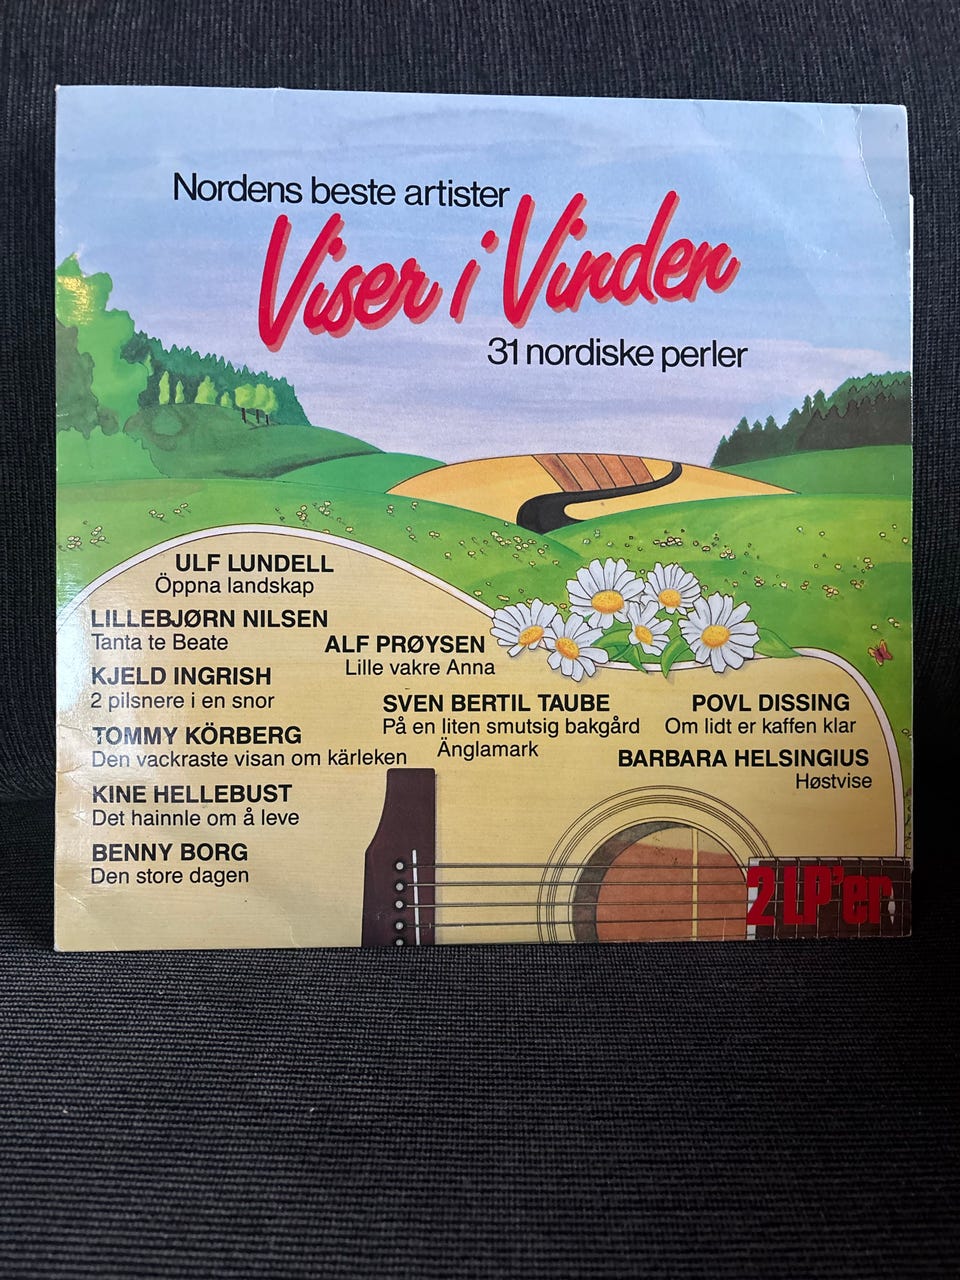 Nordens beste artister
Viser i Vinden
31 nordiske perler
ULF LUNDELL
Öppna landskap
LILLEBJØRN NILSEN
Tanta te Beate
KJELD INGRISH
2 pilsnere i en snor
TOMMY KÖRBERG
Den vackraste visan om kärleken
KINE HELLEBUST
Det hainnle om å leve
BENNY BORG
Den store dagen
ALF PRØYSEN
Lille vakre Anna
SVEN BERTIL TAUBE
På en liten smutsig bakgård
Änglamark
POVL DISSING
Om lidt er kaffen klar
BARBARA HELSINGIUS
Høstvise
2 LP'er